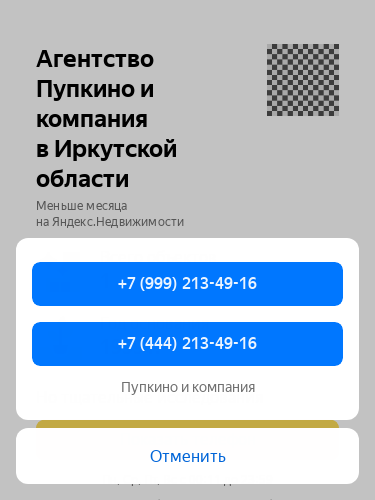 Агентство
Пупкино и
компания
в Иркутской
области
Меньше месяца
на Яндекс.Недвижимости
+7 (999) 213-49-16
+7 (444) 213-49-16
Пупкино и компания
Отменить